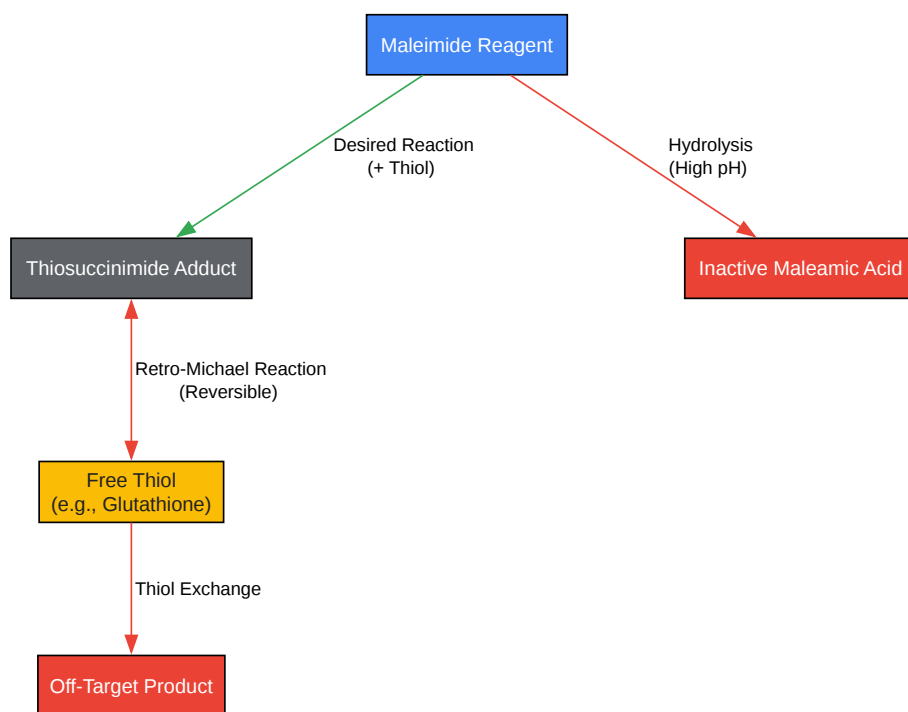 Maleimide Reagent
Desired Reaction
(+ Thiol)
Hydrolysis
(High pH)
Thiosuccinimide Adduct
Inactive Maleamic Acid
Retro-Michael Reaction
(Reversible)
Free Thiol
(e.g., Glutathione)
Thiol Exchange
Off-Target Product